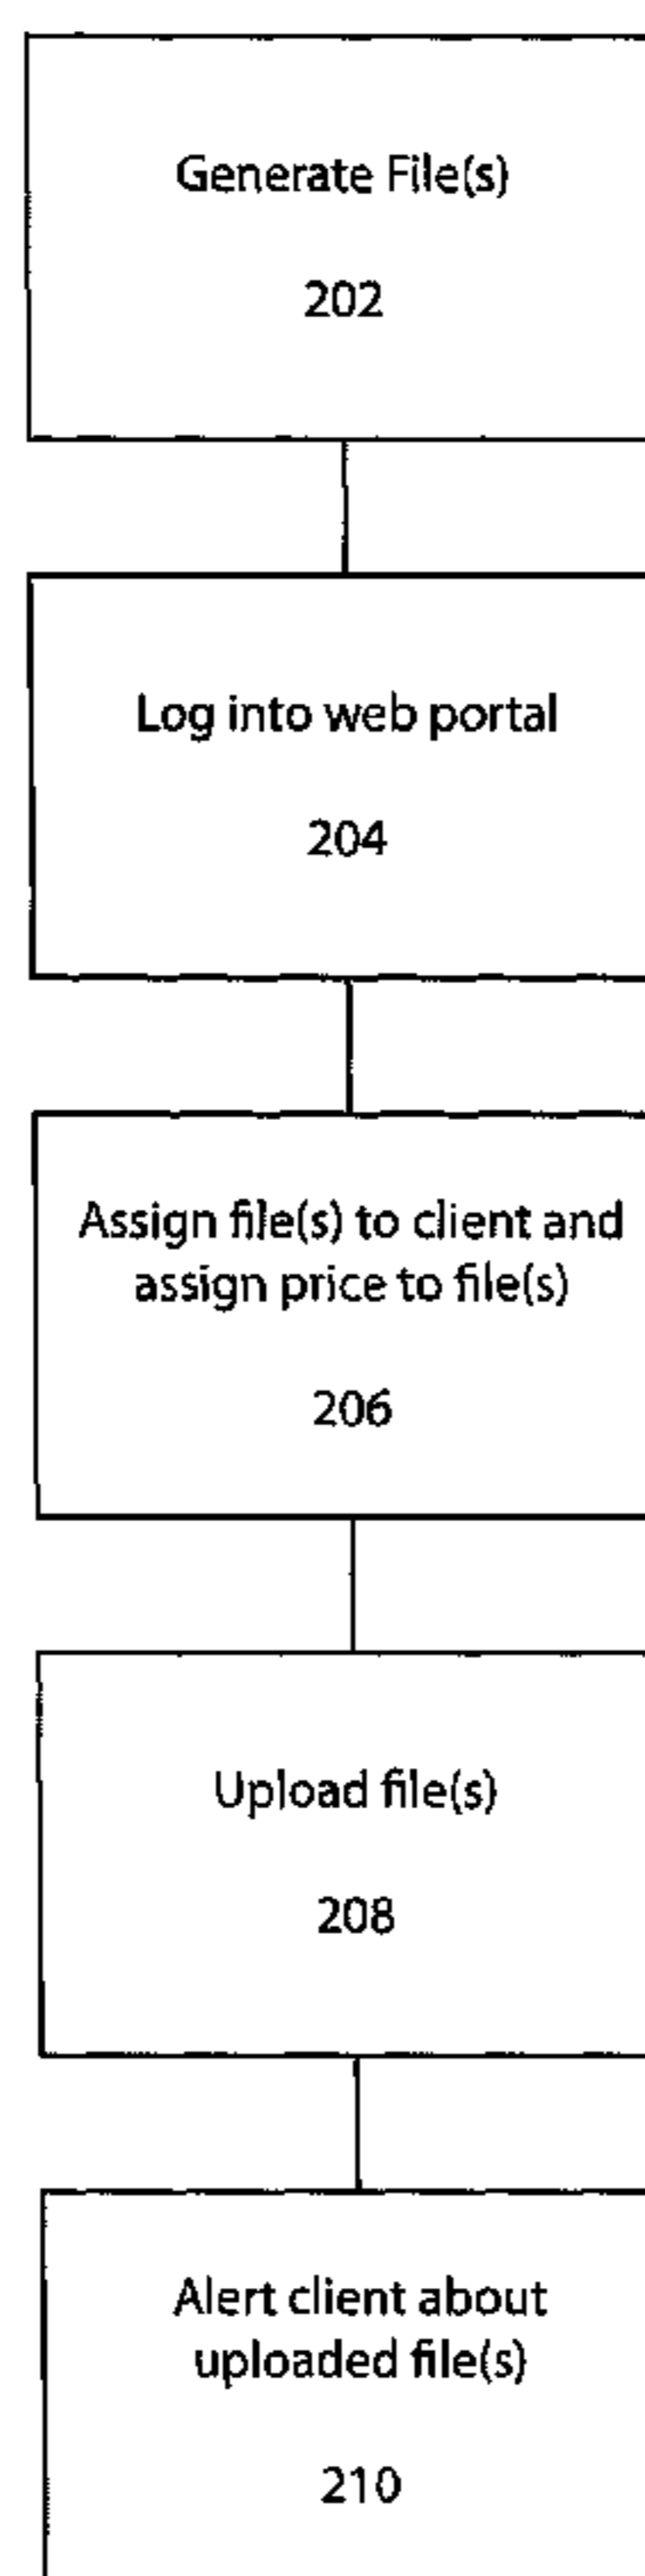 Generate File(s)
202
Log into web portal
204
Assign file(s) to client and
assign price to file(s)
206
Upload file(s)
208
Alert client about
uploaded file(s)
210